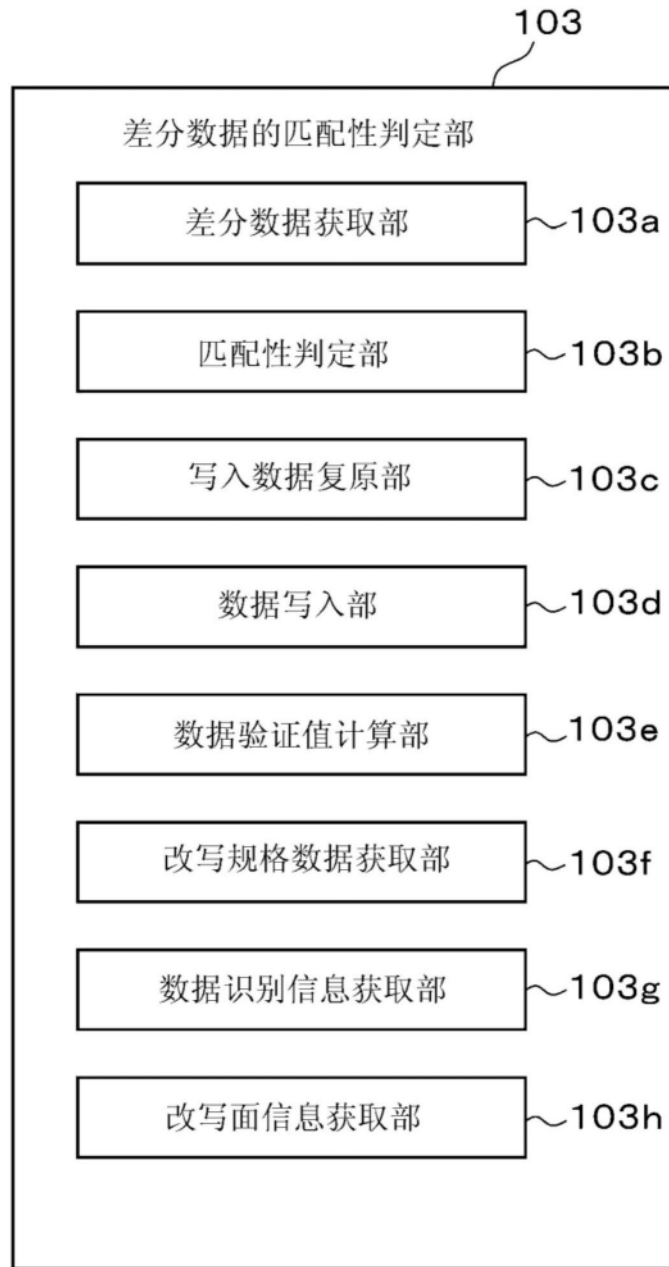 103
差分数据的匹配性判定部
差分数据获取部 103a
匹配性判定部 103b
写入数据复原部 103c
数据写入部 103d
数据验证值计算部 103e
改写规格数据获取部 103f
数据识别信息获取部 103g
改写面信息获取部 103h